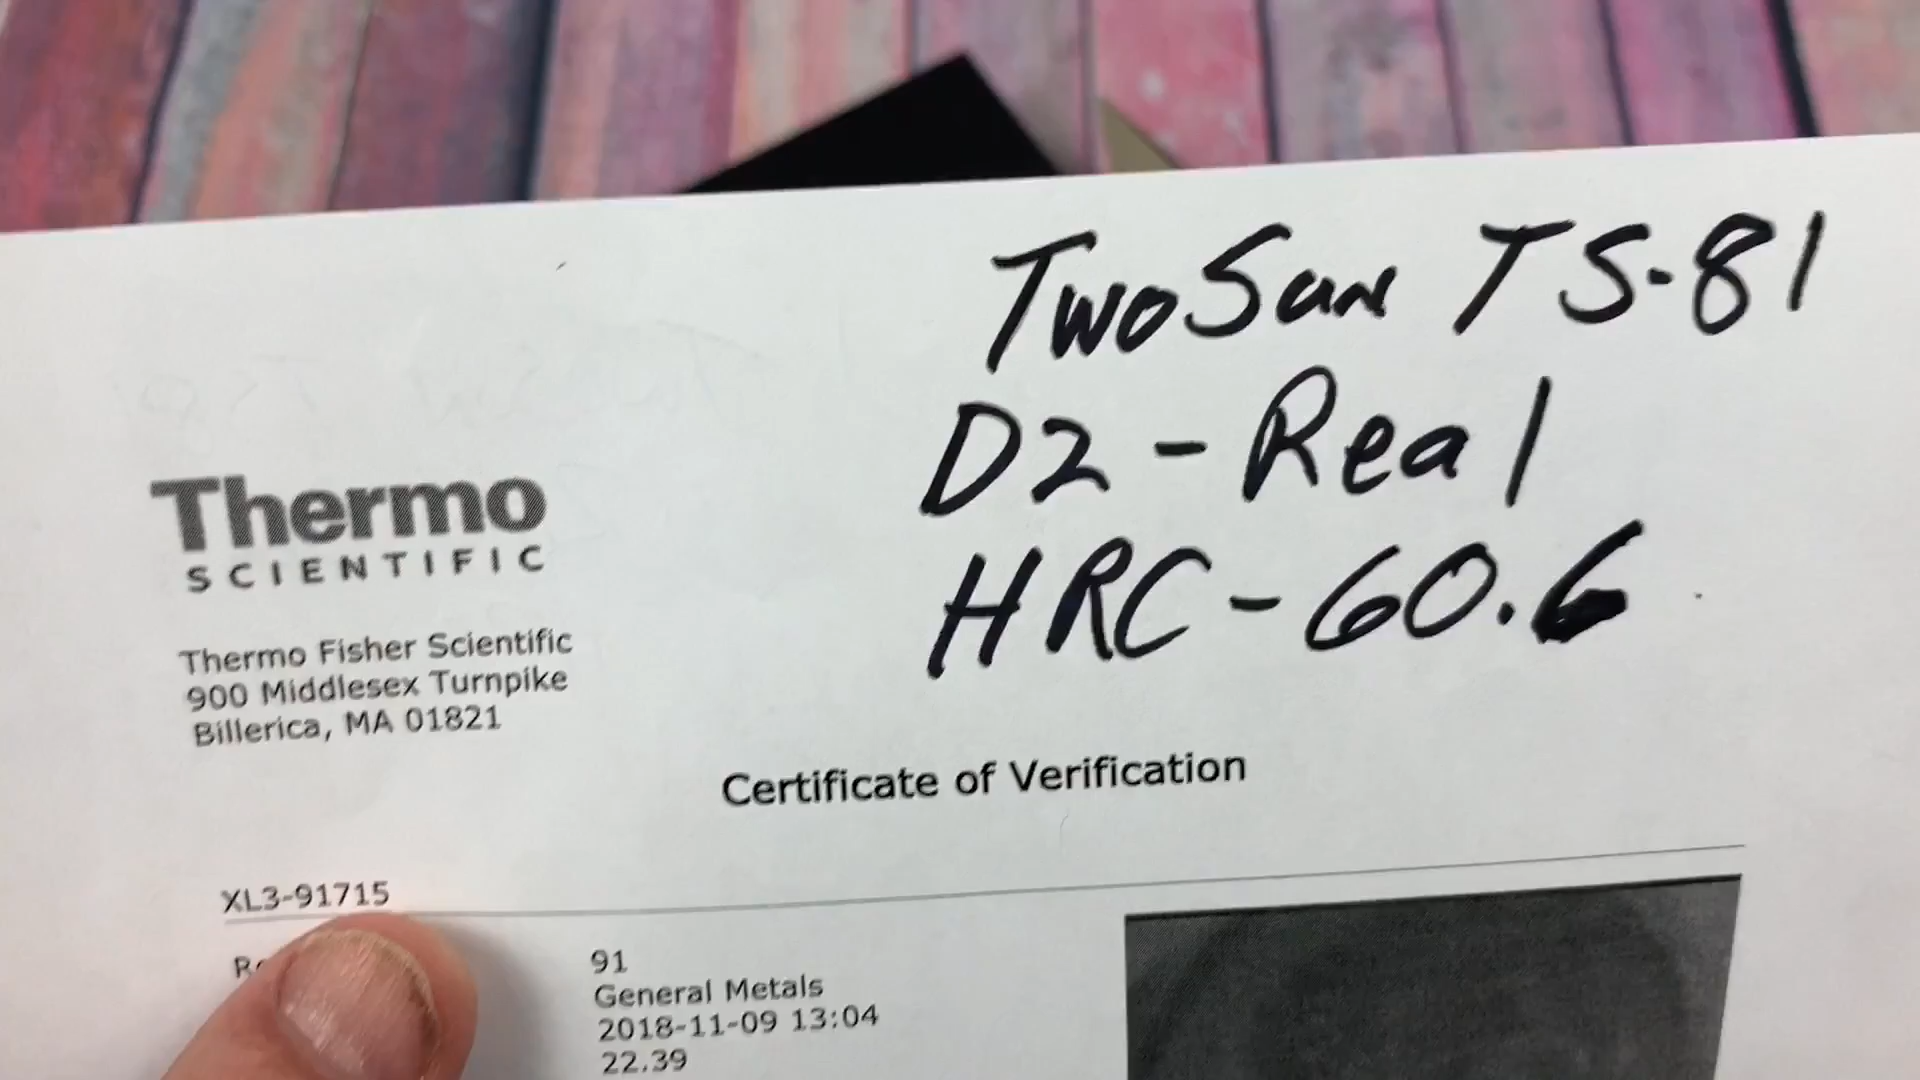 TwoSun TS-81
D2 - Real
HRC - 60.6
Thermo
SCIENTIFIC
Thermo Fisher Scientific
900 Middlesex Turnpike
Billerica, MA 01821
Certificate of Verification
XL3-91715
91
General Metals
2018-11-09 13:04
22.39